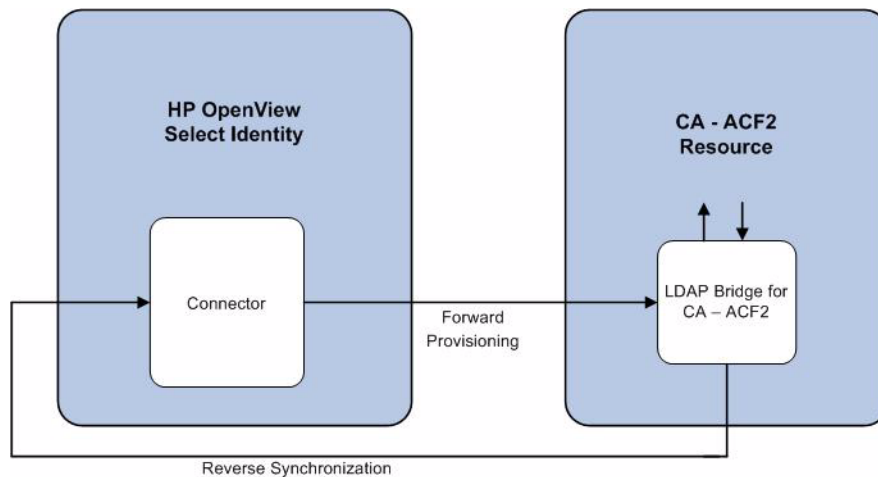 HP OpenView
Select Identity
CA - ACF2
Resource
Connector
LDAP Bridge for
CA – ACF2
Forward
Provisioning
Reverse Synchronization